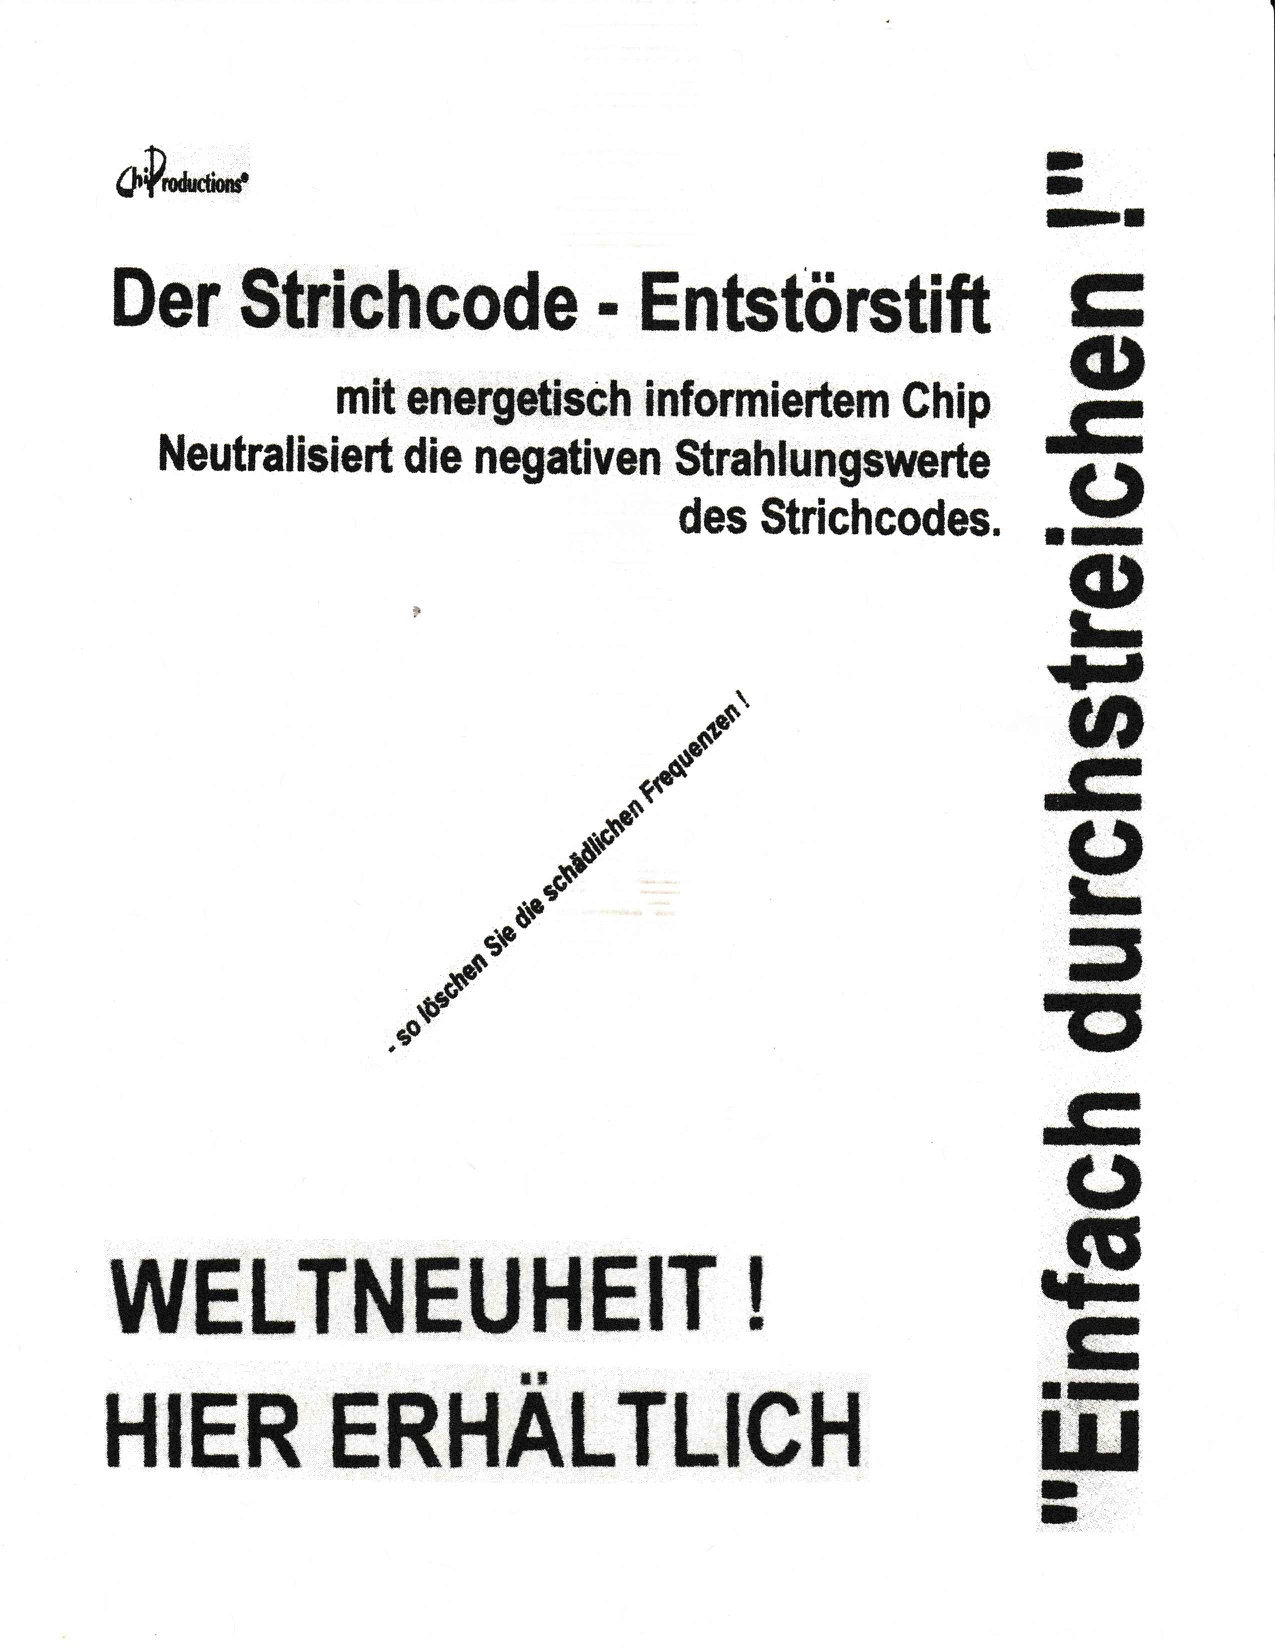 ChiProductions®
Der Strichcode - Entstörstift
mit energetisch informiertem Chip
Neutralisiert die negativen Strahlungswerte
des Strichcodes.
- so löschen Sie die schädlichen Frequenzen !
WELTNEUHEIT !
HIER ERHÄLTLICH
"Einfach durchstreichen !"